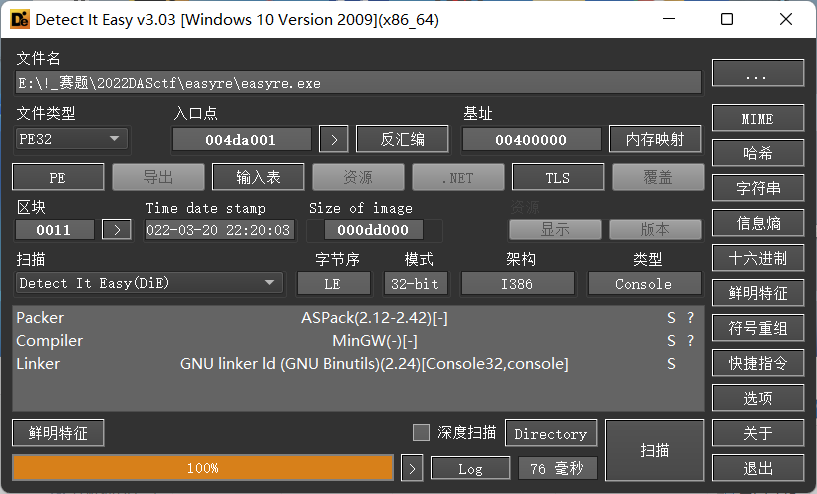 Detect It Easy v3.03 [Windows 10 Version 2009](x86_64)
文件名
E:\!_赛题\2022DASctf\easyre\easyre.exe
...
文件类型 入口点 基址
PE32 004da001 > 反汇编 00400000 内存映射
MIME
哈希
PE 导出 输入表 资源 .NET TLS 覆盖
字符串
区块 Time date stamp Size of image 资源
0011 > 022-03-20 22:20:03 000dd000 显示 版本
信息熵
扫描 字节序 模式 架构 类型
十六进制
Detect It Easy(DiE) LE 32-bit I386 Console
鲜明特征
Packer ASPack(2.12-2.42)[-] S ?
符号重组
Compiler MinGW(-)[-] S ?
Linker GNU linker ld (GNU Binutils)(2.24)[Console32,console] S
快捷指令
选项
鲜明特征 深度扫描 Directory 扫描 关于
100% > Log 76 毫秒 退出